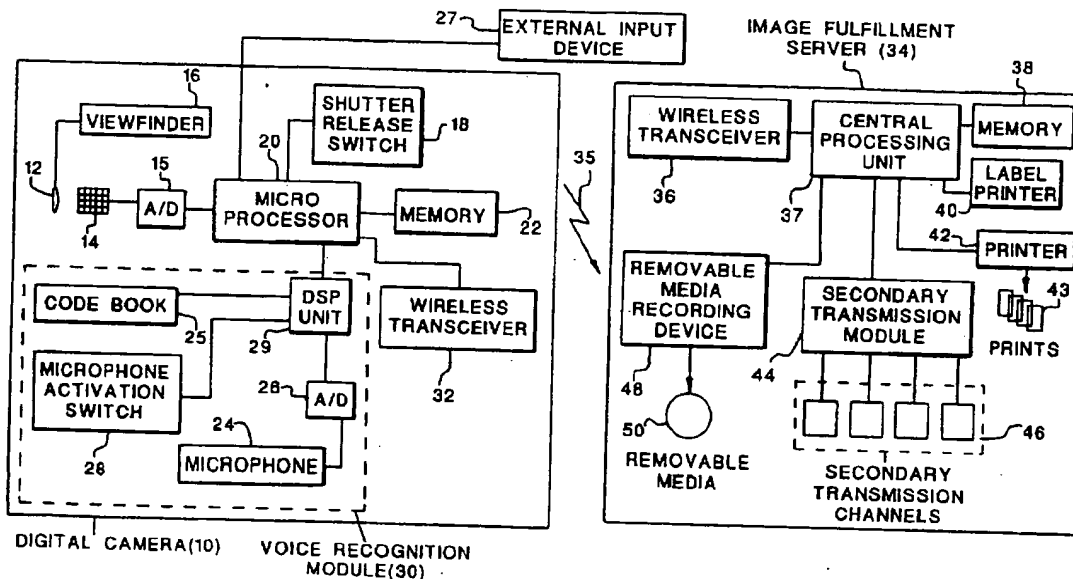 27
EXTERNAL INPUT
DEVICE
IMAGE FULFILLMENT
SERVER (34)
16
VIEWFINDER
12
14
15
A/D
20
MICRO
PROCESSOR
SHUTTER
RELEASE
SWITCH
18
MEMORY
22
CODE BOOK
25
DSP
UNIT
29
WIRELESS
TRANSCEIVER
32
MICROPHONE
ACTIVATION
SWITCH
28
26
A/D
24
MICROPHONE
DIGITAL CAMERA(10)
VOICE RECOGNITION
MODULE(30)
35
WIRELESS
TRANSCEIVER
36
CENTRAL
PROCESSING
UNIT
37
38
MEMORY
LABEL
PRINTER
40
42
PRINTER
43
PRINTS
REMOVABLE
MEDIA
RECORDING
DEVICE
48
50
REMOVABLE
MEDIA
SECONDARY
TRANSMISSION
MODULE
44
46
SECONDARY
TRANSMISSION
CHANNELS